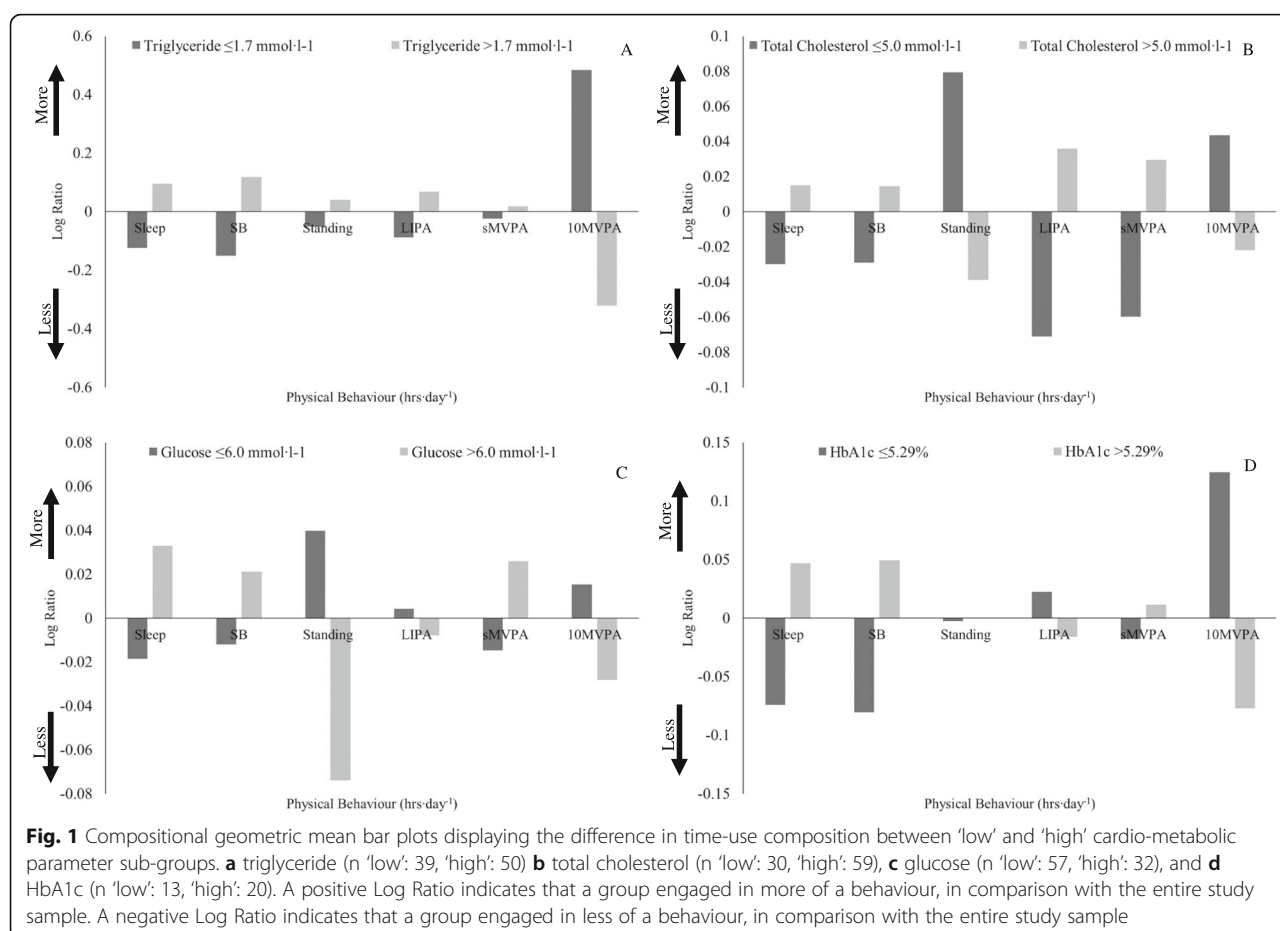 Triglyceride ≤1.7 mmol·l-1 Triglyceride >1.7 mmol·l-1 A
0.6
0.4
0.2
0
-0.2
-0.4
-0.6
More
Log Ratio
Less
Sleep SB Standing LIPA sMVPA 10MVPA
Physical Behaviour (hrs·day-1)
Total Cholesterol ≤5.0 mmol·l-1 Total Cholesterol >5.0 mmol·l-1 B
0.1
0.08
0.06
0.04
0.02
0
-0.02
-0.04
-0.06
-0.08
-0.1
More
Log Ratio
Less
Sleep SB Standing LIPA sMVPA 10MVPA
Physical Behaviour (hrs·day-1)
Glucose ≤6.0 mmol·l-1 Glucose >6.0 mmol·l-1 C
0.08
0.06
0.04
0.02
0
-0.02
-0.04
-0.06
-0.08
More
Log Ratio
Less
Sleep SB Standing LIPA sMVPA 10MVPA
Physical Behaviour (hrs·day-1)
HbA1c ≤5.29% HbA1c >5.29% D
0.15
0.1
0.05
0
-0.05
-0.1
-0.15
More
Log Ratio
Less
Sleep SB Standing LIPA sMVPA 10MVPA
Physical Behaviour (hrs·day-1)
Fig. 1 Compositional geometric mean bar plots displaying the difference in time-use composition between ‘low’ and ‘high’ cardio-metabolic
parameter sub-groups. a triglyceride (n ‘low’: 39, ‘high’: 50) b total cholesterol (n ‘low’: 30, ‘high’: 59), c glucose (n ‘low’: 57, ‘high’: 32), and d
HbA1c (n ‘low’: 13, ‘high’: 20). A positive Log Ratio indicates that a group engaged in more of a behaviour, in comparison with the entire study
sample. A negative Log Ratio indicates that a group engaged in less of a behaviour, in comparison with the entire study sample